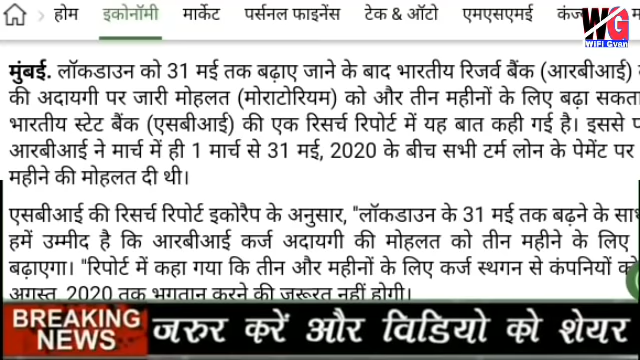 होम इकोनॉमी मार्केट पर्सनल फाइनेंस टेक & ऑटो एमएसएमई
WG
WiFi Gyan
मुंबई. लॉकडाउन को 31 मई तक बढ़ाए जाने के बाद भारतीय रिजर्व बैंक (आरबीआई)
की अदायगी पर जारी मोहलत (मोराटोरियम) को और तीन महीनों के लिए बढ़ा सकता
भारतीय स्टेट बैंक (एसबीआई) की एक रिसर्च रिपोर्ट में यह बात कही गई है। इससे
आरबीआई ने मार्च में ही 1 मार्च से 31 मई, 2020 के बीच सभी टर्म लोन के पेमेंट पर
महीने की मोहलत दी थी।
एसबीआई की रिसर्च रिपोर्ट इकोरैप के अनुसार, "लॉकडाउन के 31 मई तक बढ़ने के
हमें उम्मीद है कि आरबीआई कर्ज अदायगी की मोहलत को तीन महीने के लिए
बढ़ाएगा। "रिपोर्ट में कहा गया कि तीन और महीनों के लिए कर्ज स्थगन से कंपनियों को
अगस्त, 2020 तक भुगतान करने की जरूरत नहीं होगी।
BREAKING
NEWS
जरुर करें और विडियो को शेयर